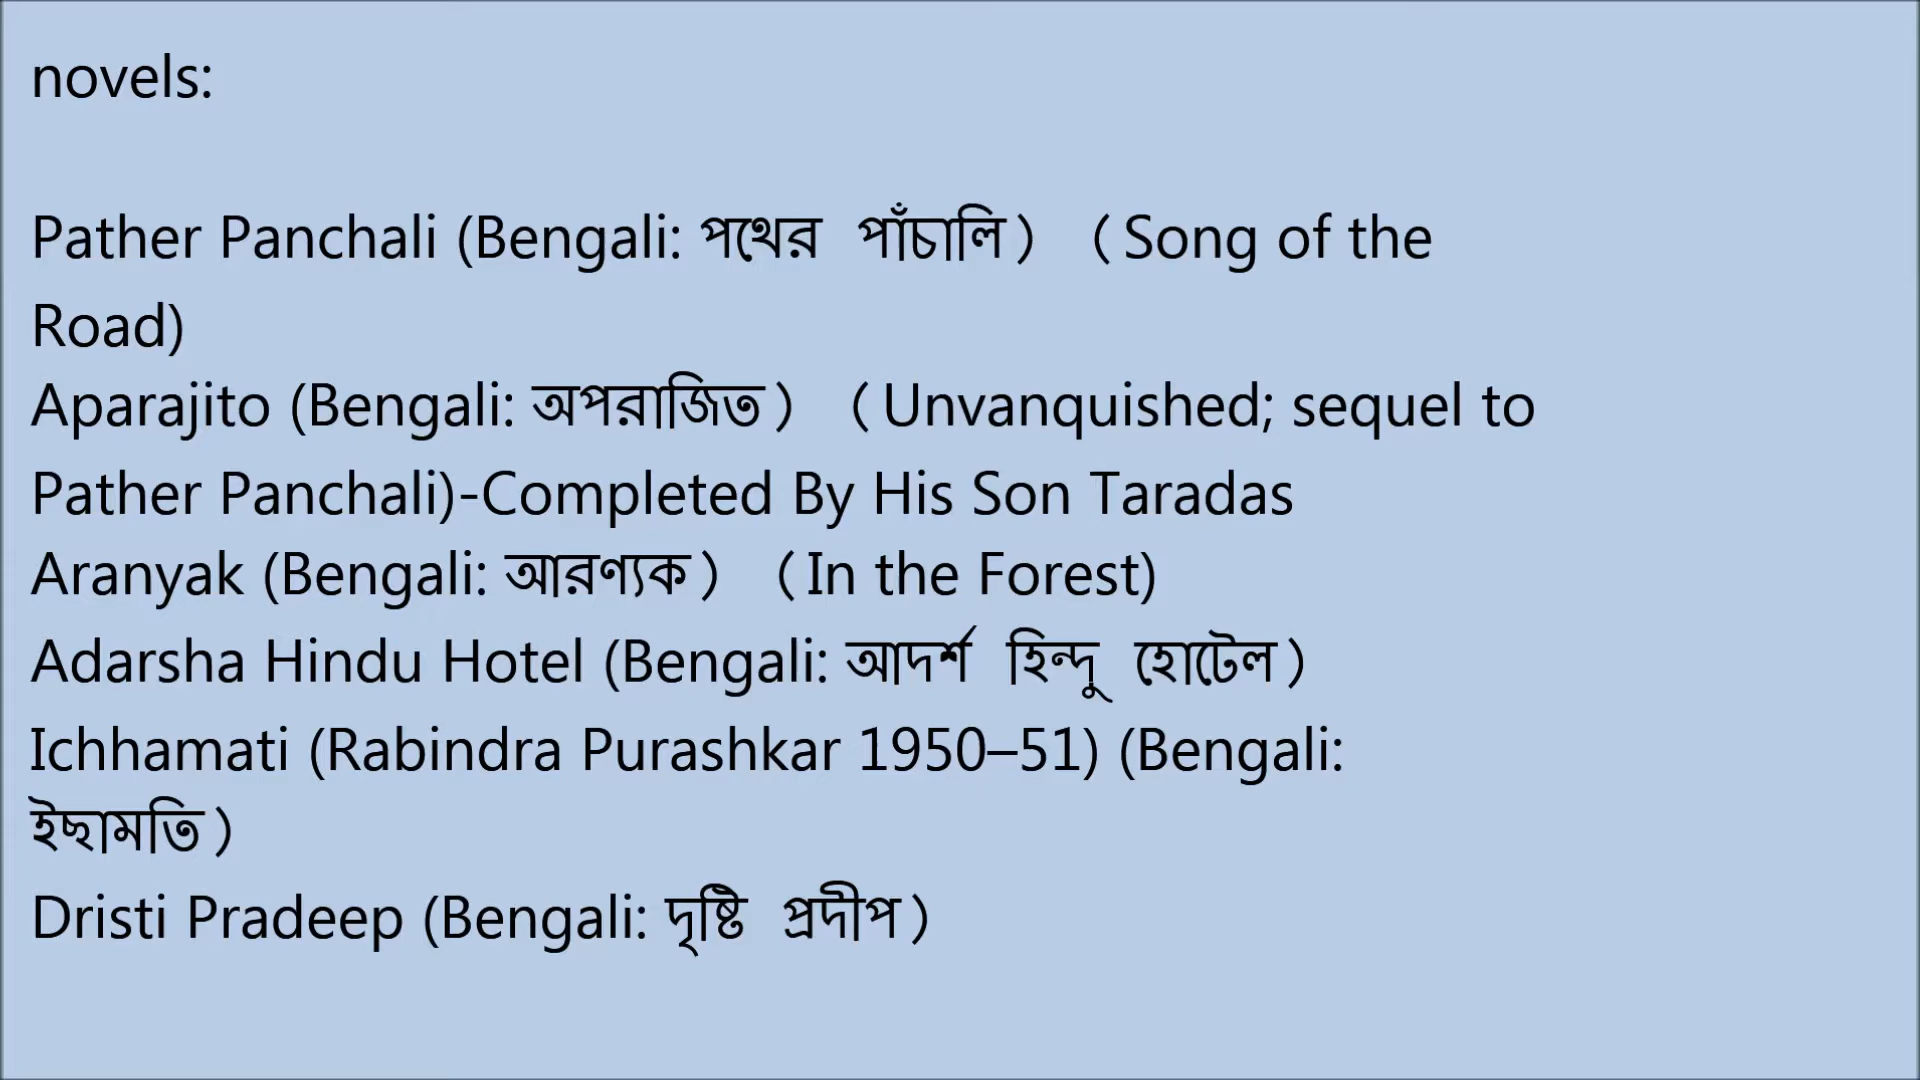 novels:
Pather Panchali (Bengali: পথের পাঁচালি) (Song of the
Road)
Aparajito (Bengali: অপরাজিত) (Unvanquished; sequel to
Pather Panchali)-Completed By His Son Taradas
Aranyak (Bengali: আরণ্যক) (In the Forest)
Adarsha Hindu Hotel (Bengali: আদর্শ হিন্দু হোটেল)
Ichhamati (Rabindra Purashkar 1950–51) (Bengali:
ইছামতি)
Dristi Pradeep (Bengali: দৃষ্টি প্রদীপ)